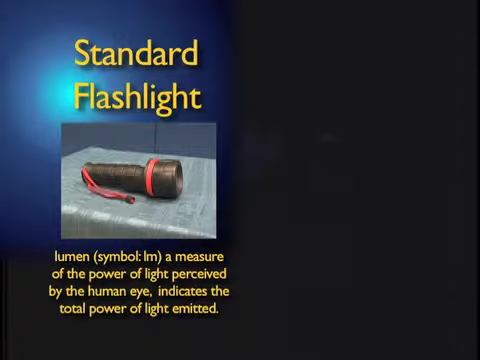 Standard
Flashlight
lumen (symbol: lm) a measure
of the power of light perceived
by the human eye, indicates the
total power of light emitted.